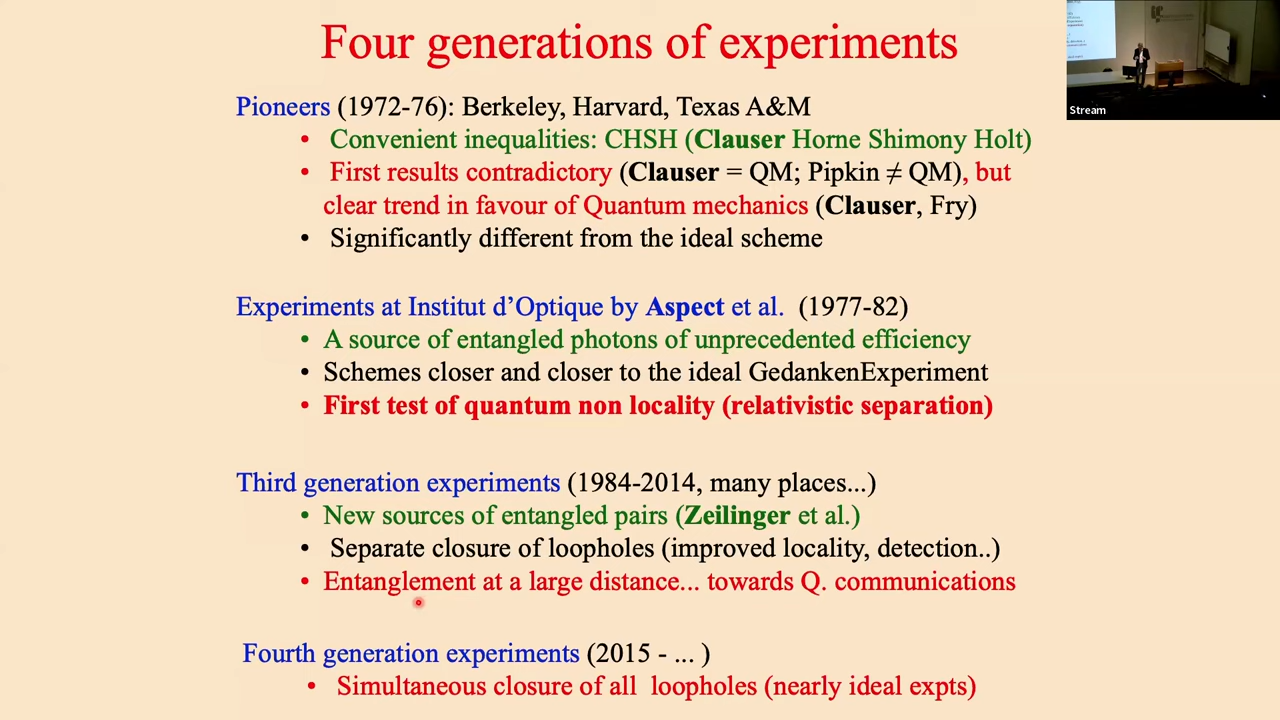 Four generations of experiments
Stream
Pioneers (1972-76): Berkeley, Harvard, Texas A&M
• Convenient inequalities: CHSH (Clauser Horne Shimony Holt)
• First results contradictory (Clauser = QM; Pipkin ≠ QM), but
clear trend in favour of Quantum mechanics (Clauser, Fry)
• Significantly different from the ideal scheme
Experiments at Institut d’Optique by Aspect et al. (1977-82)
• A source of entangled photons of unprecedented efficiency
• Schemes closer and closer to the ideal GedankenExperiment
• First test of quantum non locality (relativistic separation)
Third generation experiments (1984-2014, many places...)
• New sources of entangled pairs (Zeilinger et al.)
• Separate closure of loopholes (improved locality, detection..)
• Entanglement at a large distance... towards Q. communications
Fourth generation experiments (2015 - ... )
• Simultaneous closure of all loopholes (nearly ideal expts)